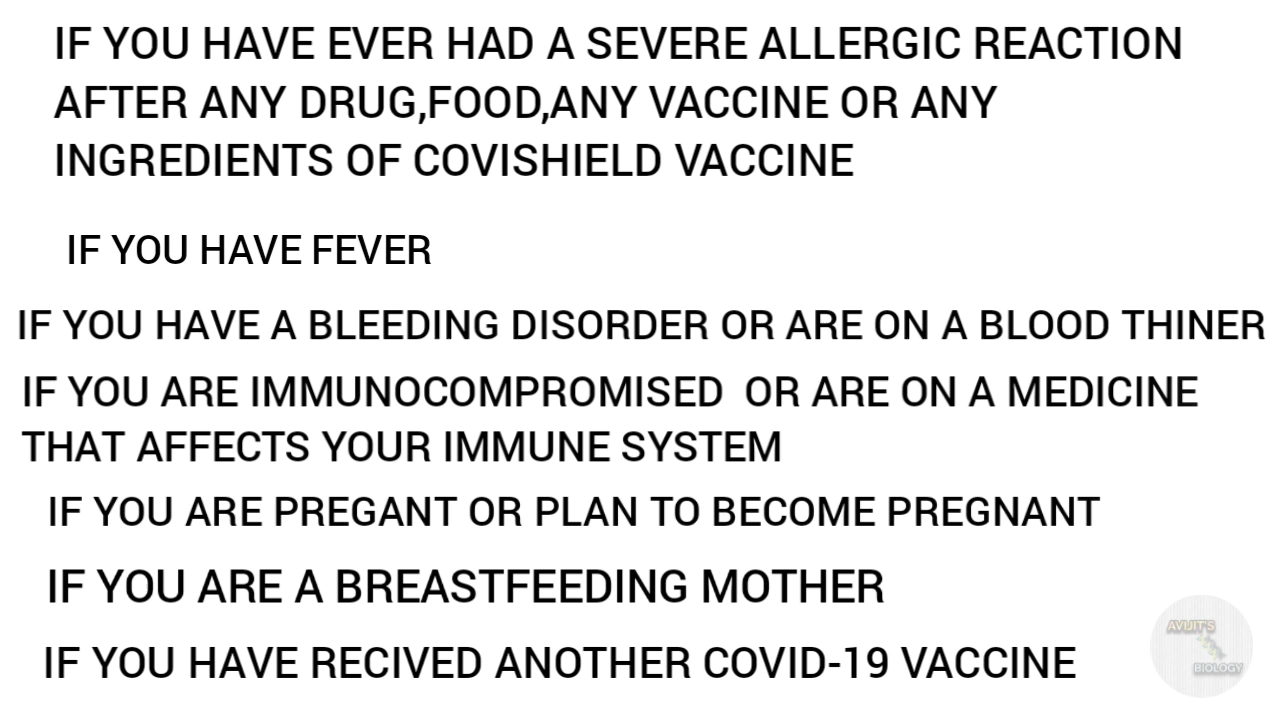 IF YOU HAVE EVER HAD A SEVERE ALLERGIC REACTION
AFTER ANY DRUG,FOOD,ANY VACCINE OR ANY
INGREDIENTS OF COVISHIELD VACCINE
IF YOU HAVE FEVER
IF YOU HAVE A BLEEDING DISORDER OR ARE ON A BLOOD THINER
IF YOU ARE IMMUNOCOMPROMISED OR ARE ON A MEDICINE
THAT AFFECTS YOUR IMMUNE SYSTEM
IF YOU ARE PREGANT OR PLAN TO BECOME PREGNANT
IF YOU ARE A BREASTFEEDING MOTHER
IF YOU HAVE RECIVED ANOTHER COVID-19 VACCINE
AVIJIT'S
BIOLOGY